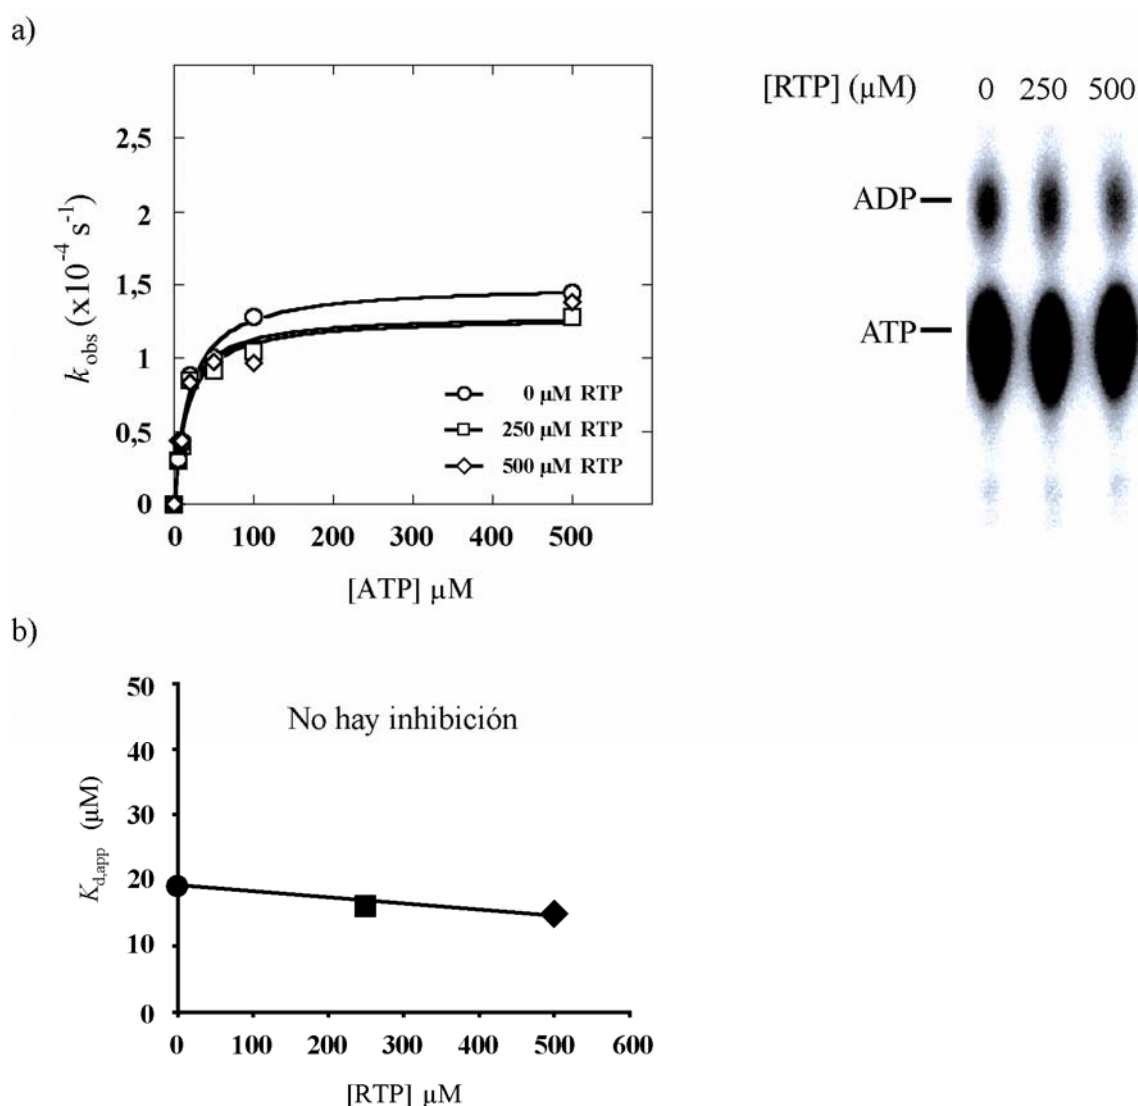 a)
[RTP] (μM) 0 250 500
2,5
2
1,5
1
0,5
0
k obs (x10-4 s-1)
0 μM RTP
250 μM RTP
500 μM RTP
0 100 200 300 400 500
[ATP] μM
ADP
ATP
b)
50
40
30
20
10
0
Kd,app (μM)
No hay inhibición
0 100 200 300 400 500 600
[RTP] μM